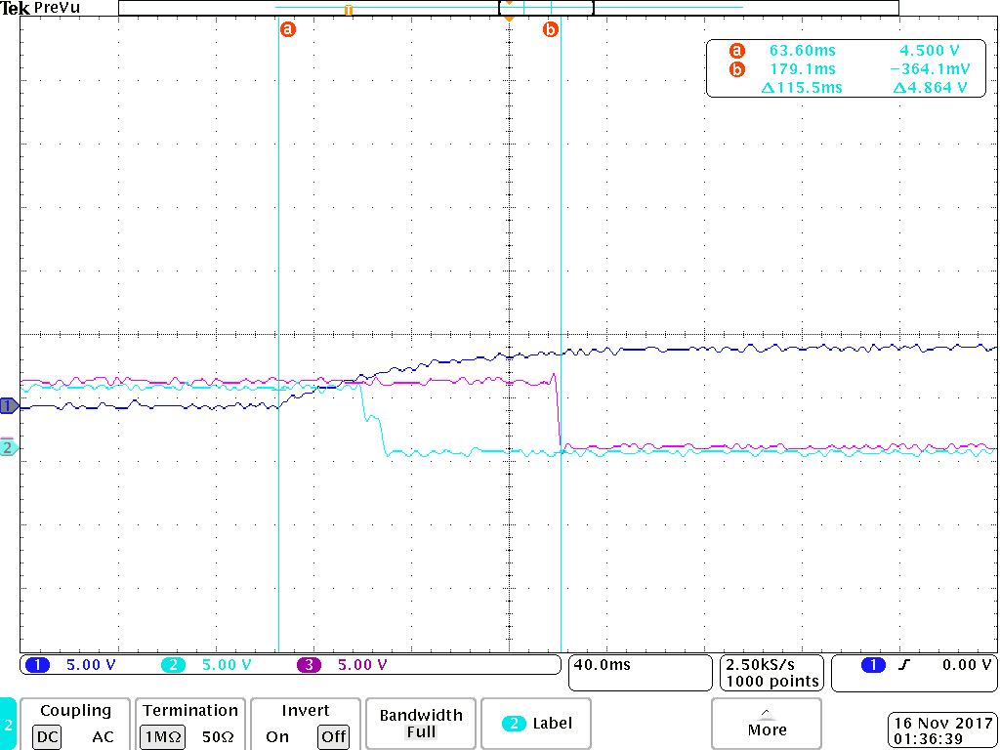 Tek PreVu
T
a b
a 63.60ms 4.500 V
b 179.1ms −364.1mV
Δ115.5ms Δ4.864 V
1
2
1 5.00 V 2 5.00 V 3 5.00 V
40.0ms
2.50kS/s
1000 points
1 0.00 V
2
Coupling
DC AC
Termination
1MΩ 50Ω
Invert
On Off
Bandwidth
Full
2 Label
More
16 Nov 2017
01:36:39